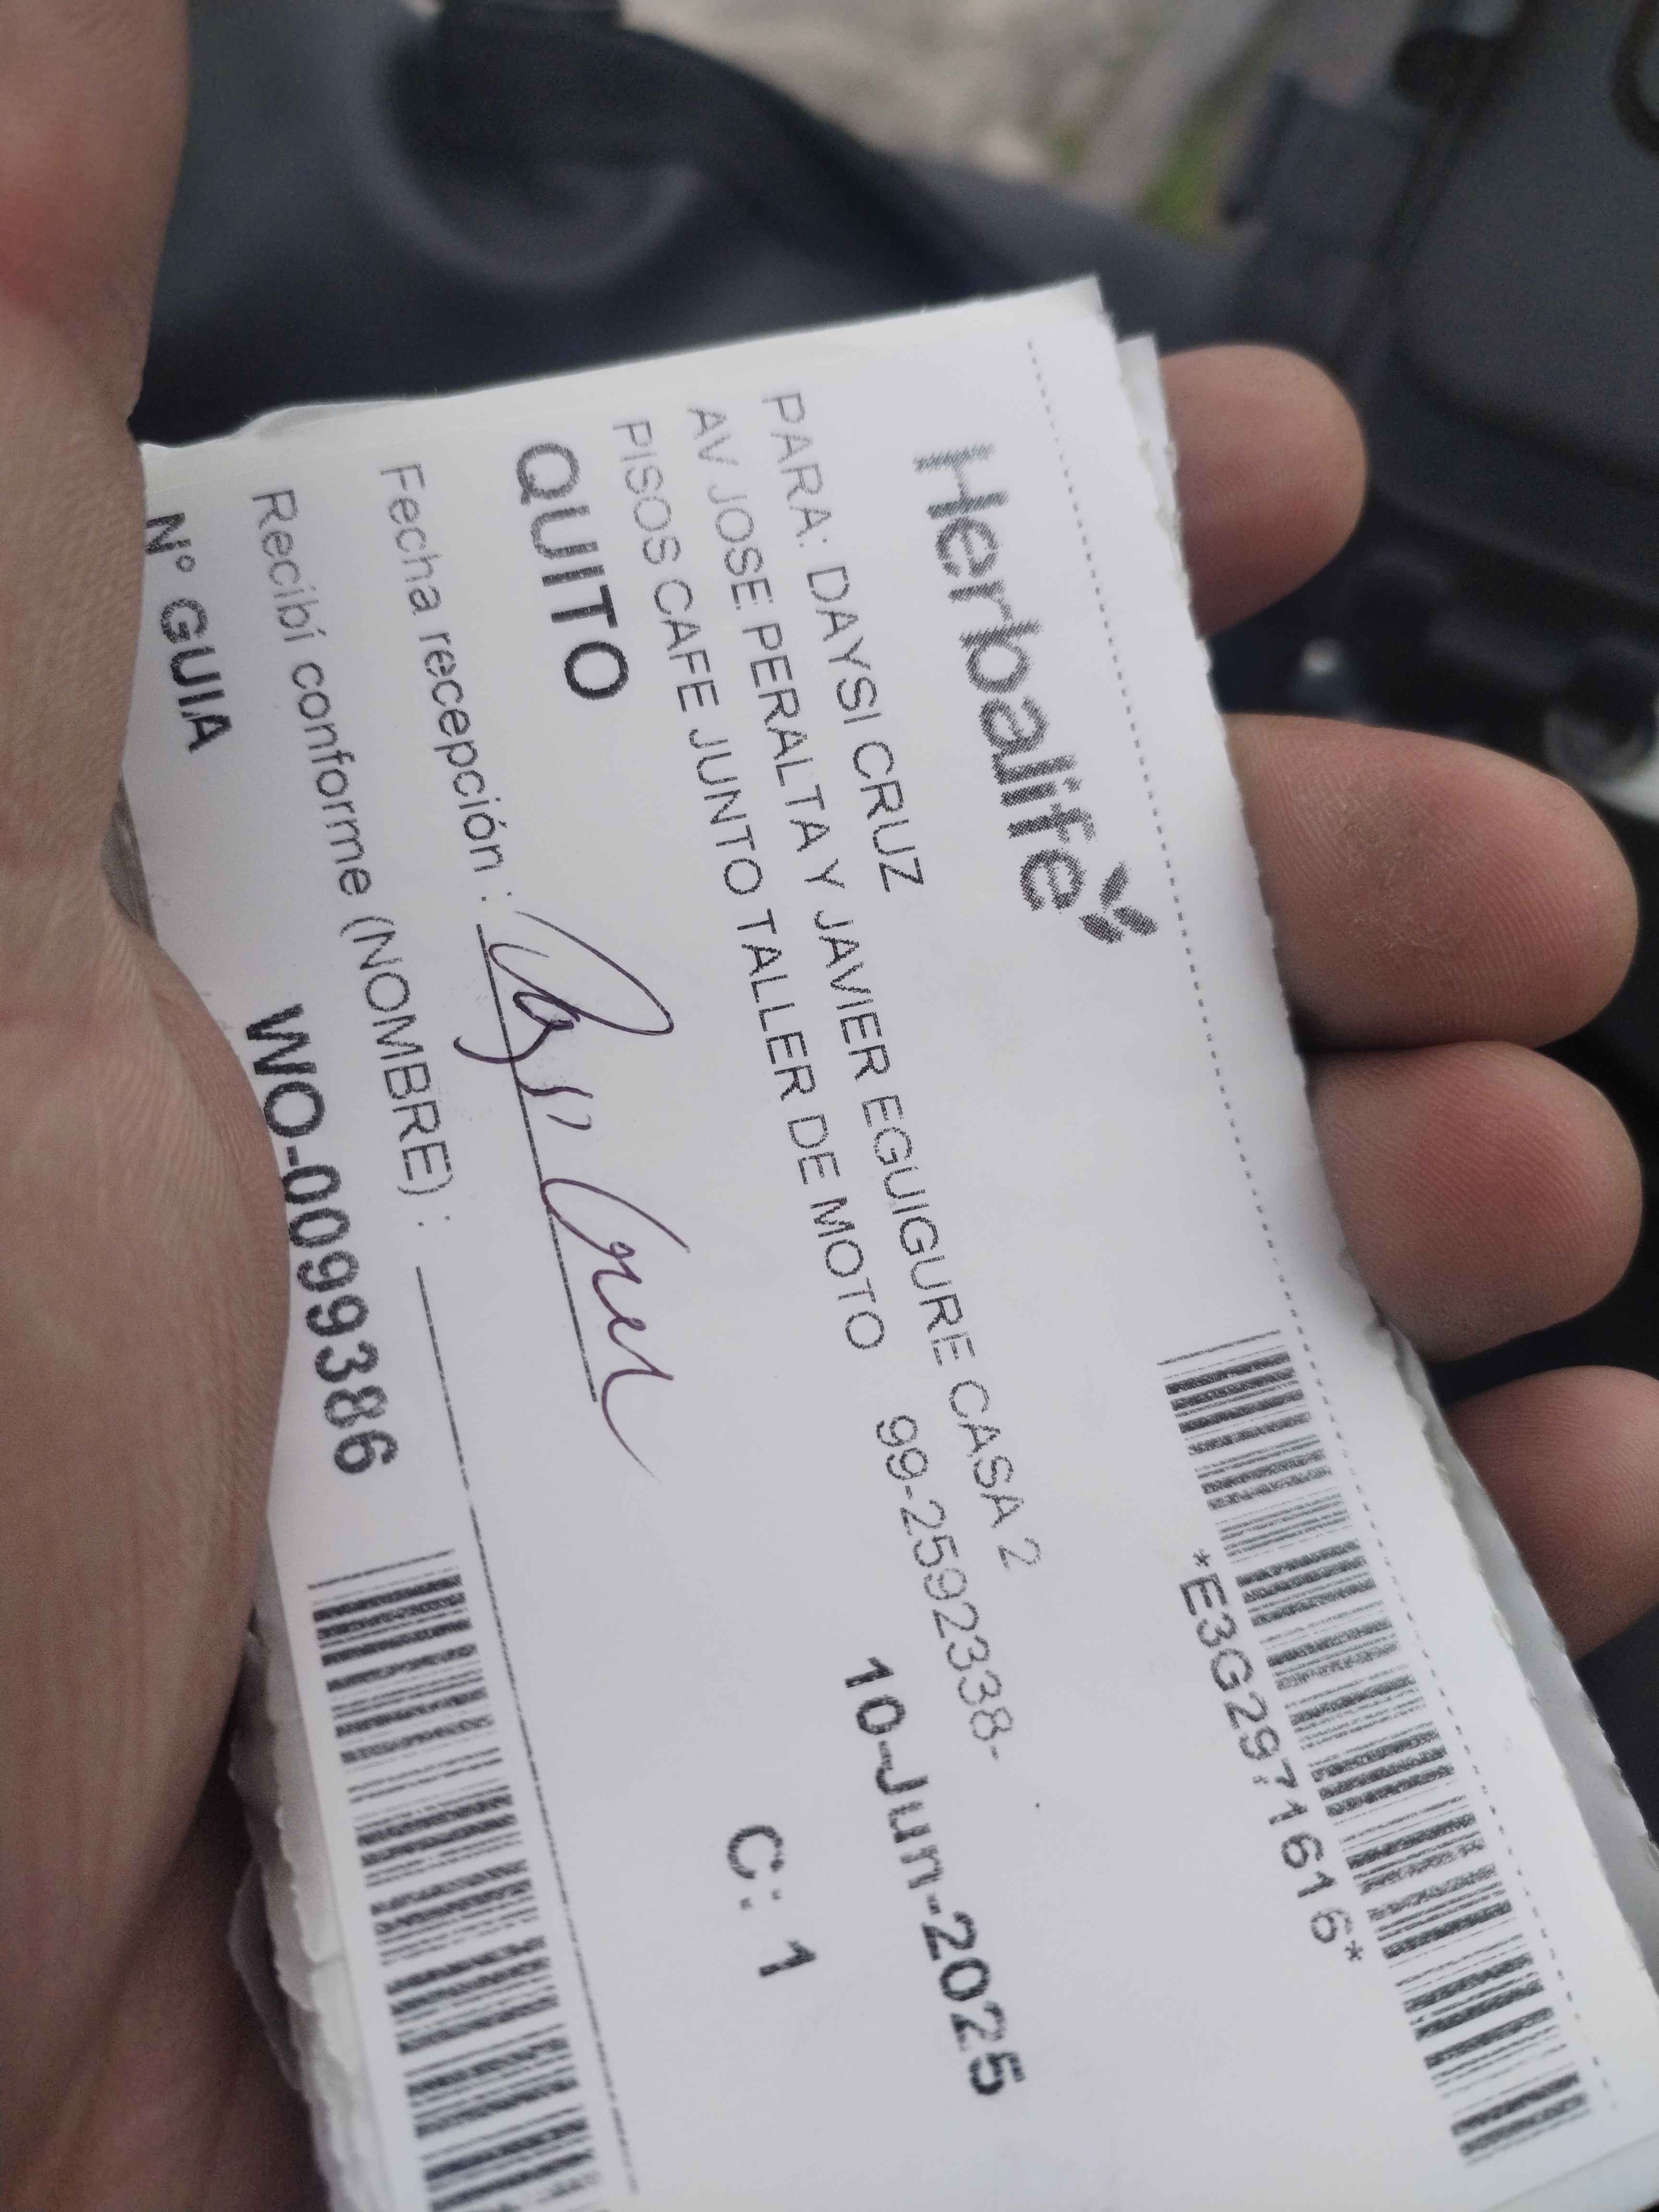 Herbalife
*E3G2971616*
PARA: DAYSI CRUZ
AV JOSE PERALTA Y JAVIER EGUIGURE CASA 2
PISOS CAFE JUNTO TALLER DE MOTO 99-2592338-
QUITO
10-Jun-2025
Fecha recepción :
C: 1
Recibí conforme (NOMBRE) :
N° GUIA WO-0099386